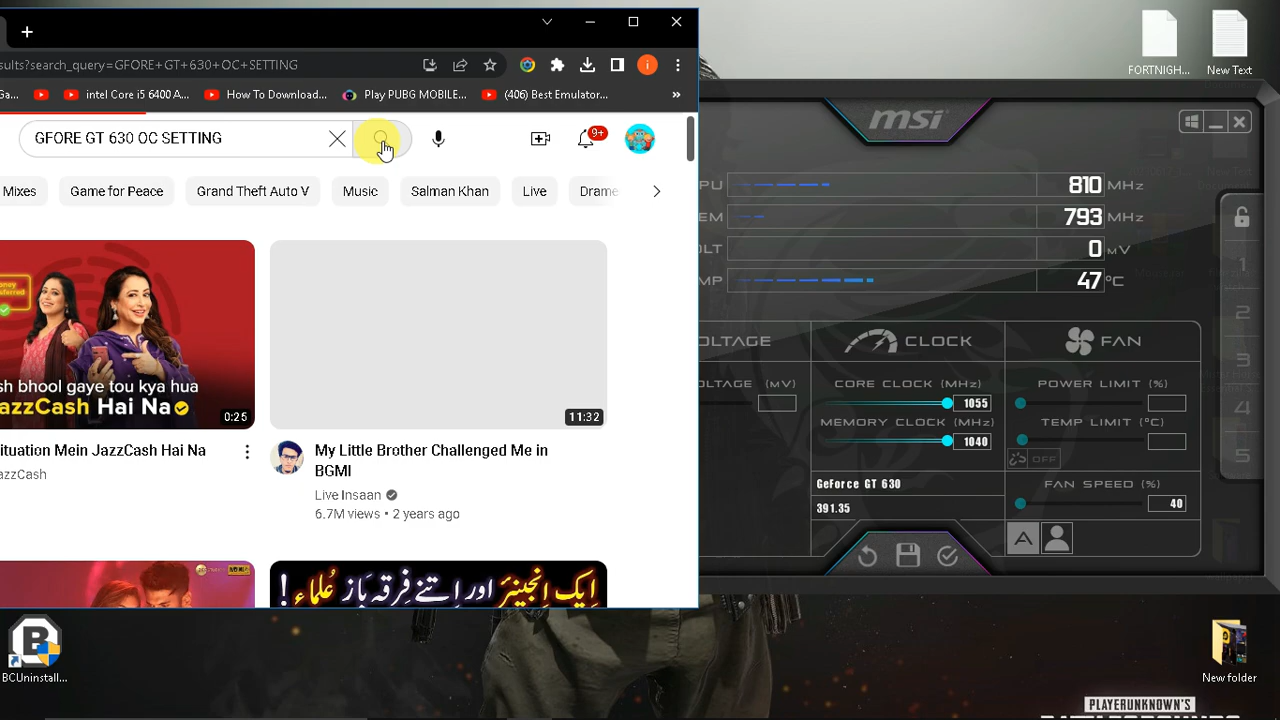 FORTNIGH...
New Text
sults?search_query=GFORE+GT+630+OC+SETTING
i
Ga...
intel Core i5 6400 A...
How To Download...
Play PUBG MOBILE...
(406) Best Emulator...
»
GFORE GT 630 OC SETTING
9+
Mixes
Game for Peace
Grand Theft Auto V
Music
Salman Khan
Live
Drame
msi
PU
810 MHz
EM
793 MHz
OLT
0 MV
MP
47 °C
1
2
3
4
5
OLTAGE
CLOCK
FAN
OLTAGE (MV)
CORE CLOCK (MHz)
1055
MEMORY CLOCK (MHz)
1040
POWER LIMIT (%)
TEMP LIMIT (°C)
OFF
GeForce GT 630
391.35
FAN SPEED (%)
40
A
oney
sferred
sh bhool gaye tou kya hua
azzCash Hai Na
0:25
11:32
ituation Mein JazzCash Hai Na
azzCash
My Little Brother Challenged Me in
BGMI
Live Insaan
6.7M views • 2 years ago
ایک انجینئر اور اتنے فرقہ باز علماء !
B
BCUninstall...
New folder
PLAYERUNKNOWN'S